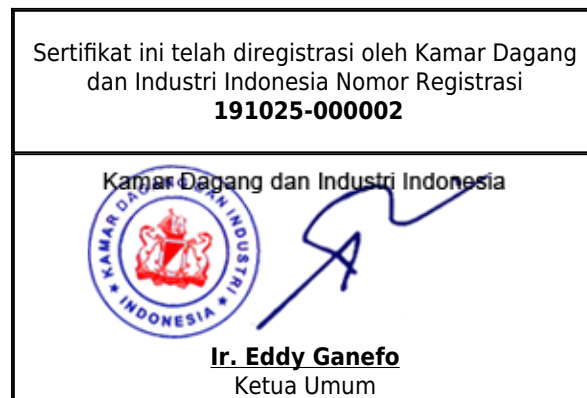 Sertifikat ini telah diregistrasi oleh Kamar Dagang
dan Industri Indonesia Nomor Registrasi
191025-000002
Kamar Dagang dan Industri Indonesia
KAMAR DAGANG DAN INDUSTRI
INDONESIA
Ir. Eddy Ganefo
Ketua Umum